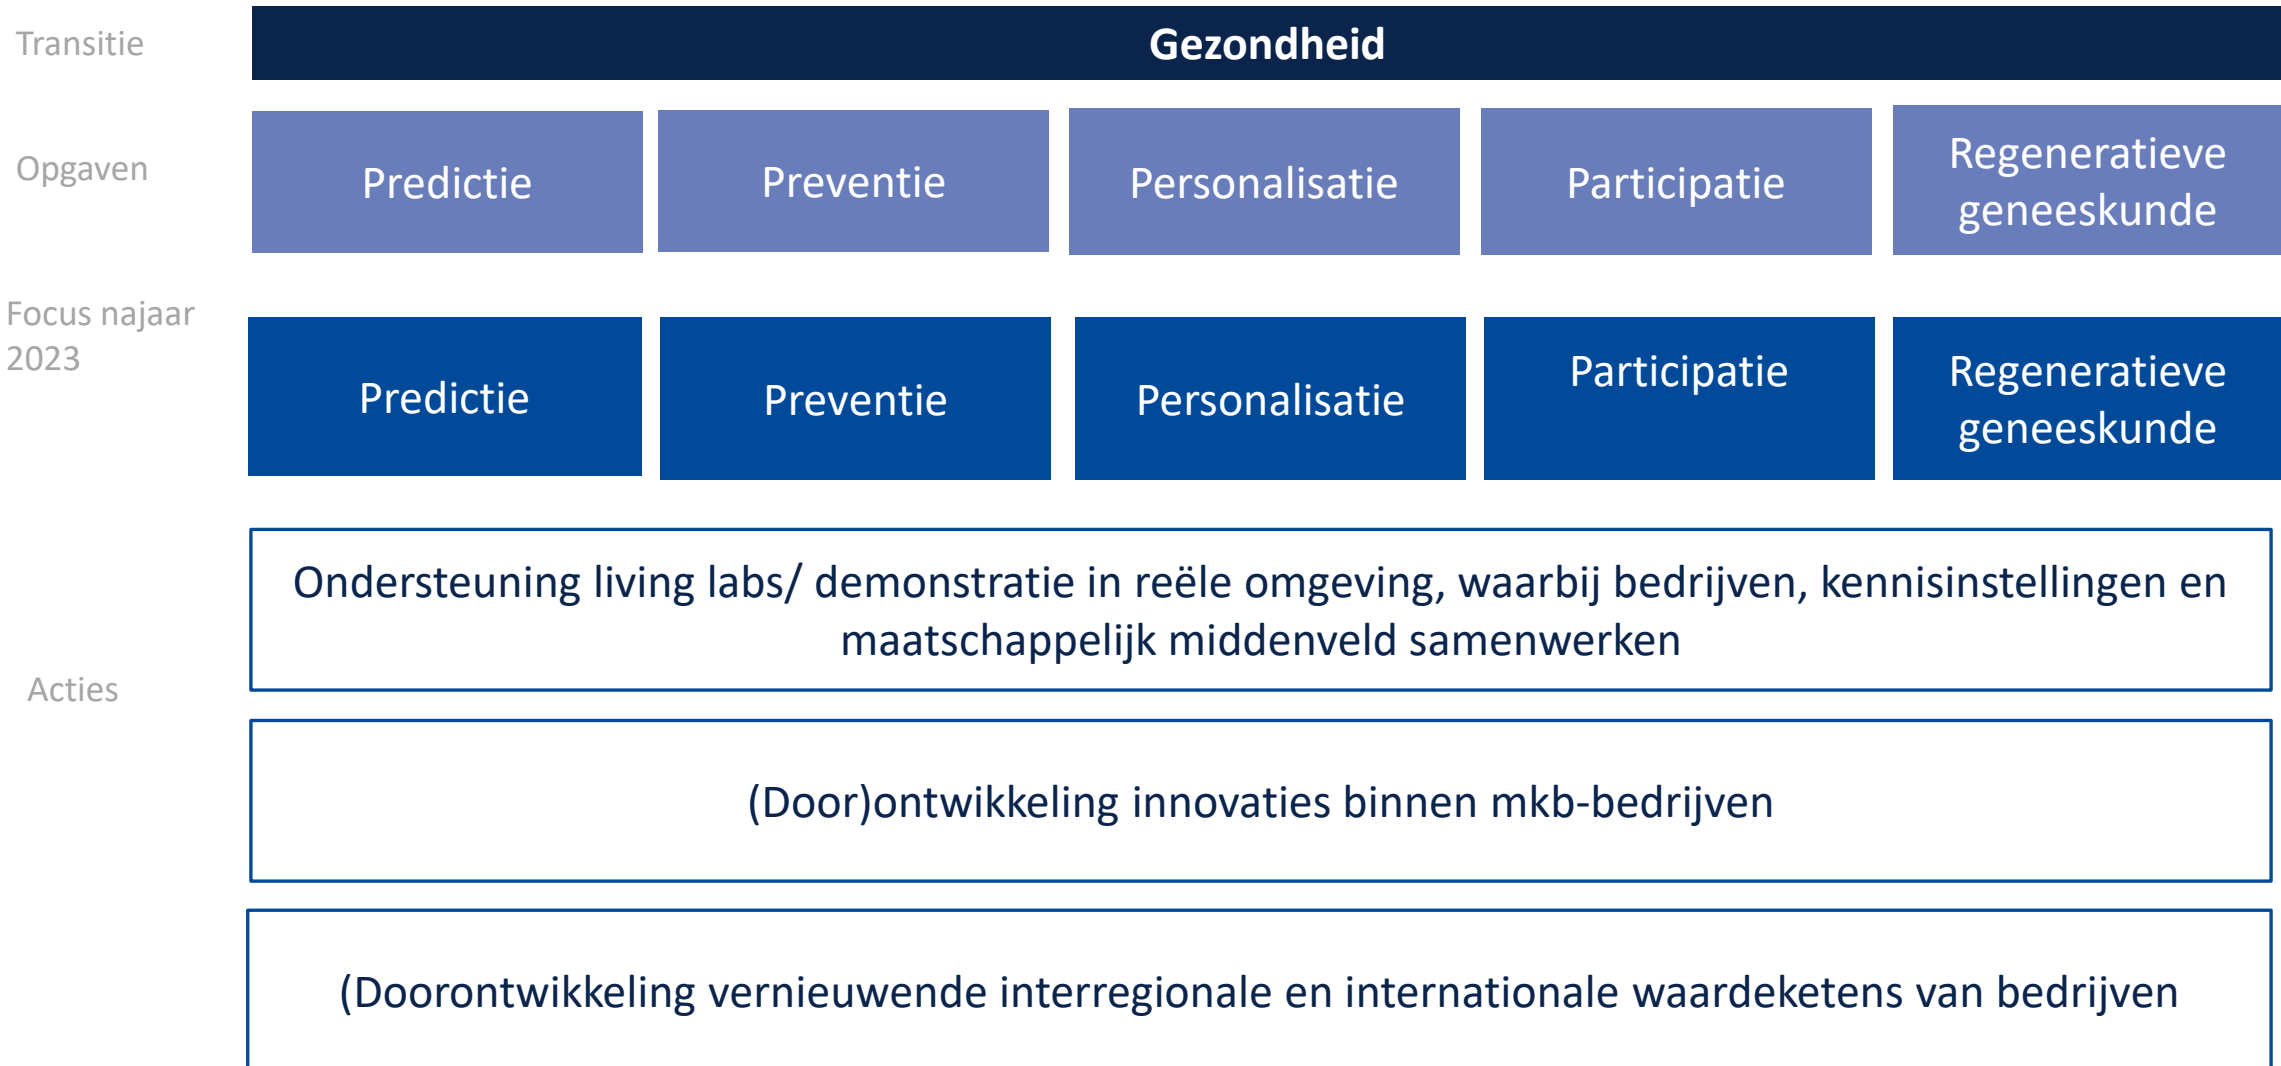 Transitie
Gezondheid
Opgaven
Predictie
Preventie
Personalisatie
Participatie
Regeneratieve
geneeskunde
Focus najaar
2023
Predictie
Preventie
Personalisatie
Participatie
Regeneratieve
geneeskunde
Acties
Ondersteuning living labs/ demonstratie in reële omgeving, waarbij bedrijven, kennisinstellingen en
maatschappelijk middenveld samenwerken
(Door)ontwikkeling innovaties binnen mkb-bedrijven
(Doorontwikkeling vernieuwende interregionale en internationale waardeketens van bedrijven